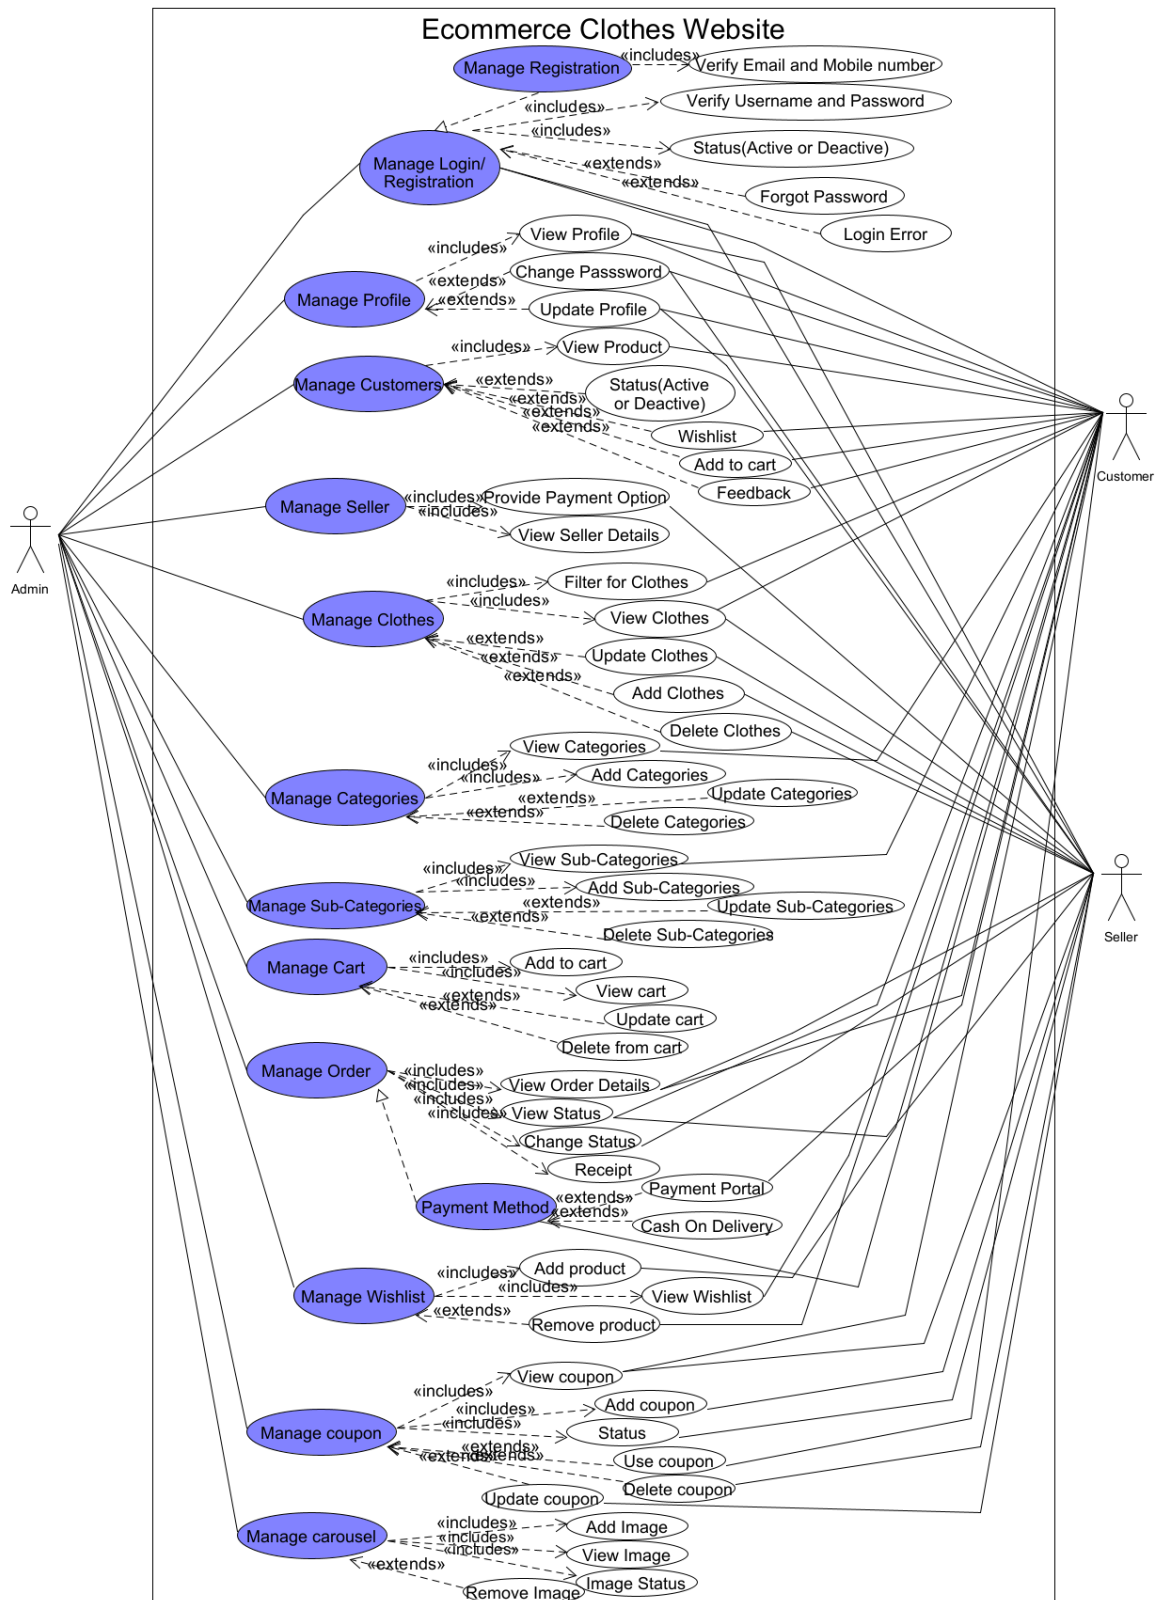 Ecommerce Clothes Website
Manage Registration
«includes»
Verify Email and Mobile number
«includes»
Verify Username and Password
«includes»
Manage Login/
Registration
Status(Active or Deactive)
«extends»
«extends»
Forgot Password
Login Error
View Profile
«includes»
Change Passsword
«extends»
Manage Profile
«extends»
Update Profile
«includes»
View Product
Manage Customers
«extends»
Status(Active
or Deactive)
«extends»
«extends»
«extends»
Wishlist
Add to cart
Feedback
Customer
Manage Seller
«includes»
Provide Payment Option
«includes»
View Seller Details
Admin
«includes»
Filter for Clothes
«includes»
Manage Clothes
View Clothes
«extends»
Update Clothes
«extends»
«extends»
Add Clothes
Delete Clothes
View Categories
«includes»
«includes»
Add Categories
Manage Categories
«extends»
Update Categories
«extends»
Delete Categories
View Sub-Categories
«includes»
«includes»
Add Sub-Categories
Manage Sub-Categories
«extends»
Update Sub-Categories
«extends»
Delete Sub-Categories
Seller
Manage Cart
«includes»
Add to cart
«includes»
View cart
«extends»
«extends»
Update cart
Delete from cart
Manage Order
«includes»
«includes»
View Order Details
«includes»
«includes»
View Status
Change Status
Receipt
Payment Method
«extends»
Payment Portal
«extends»
Cash On Delivery
«includes»
Add product
Manage Wishlist
«includes»
View Wishlist
«extends»
Remove product
View coupon
«includes»
«includes»
Add coupon
Manage coupon
«includes»
Status
«extends»
«extends»
«extends»
Use coupon
Delete coupon
Update coupon
Manage carousel
«includes»
Add Image
«includes»
«includes»
View Image
«extends»
Image Status
Remove Image